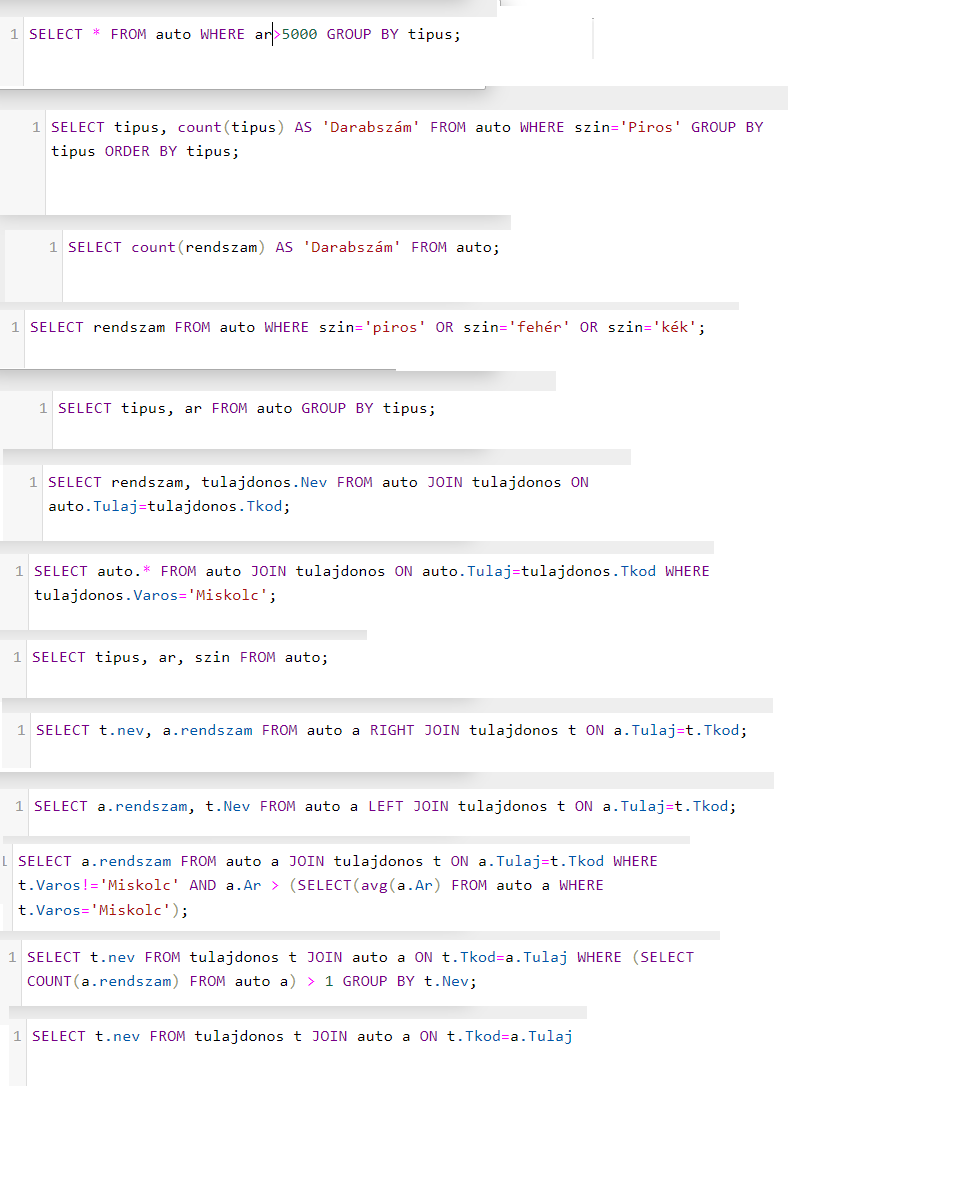 1 SELECT * FROM auto WHERE ar>5000 GROUP BY tipus;
1 SELECT tipus, count(tipus) AS 'Darabszám' FROM auto WHERE szin='Piros' GROUP BY
tipus ORDER BY tipus;
1 SELECT count(rendszam) AS 'Darabszám' FROM auto;
1 SELECT rendszam FROM auto WHERE szin='piros' OR szin='fehér' OR szin='kék';
1 SELECT tipus, ar FROM auto GROUP BY tipus;
1 SELECT rendszam, tulajdonos.Nev FROM auto JOIN tulajdonos ON
auto.Tulaj=tulajdonos.Tkod;
1 SELECT auto.* FROM auto JOIN tulajdonos ON auto.Tulaj=tulajdonos.Tkod WHERE
tulajdonos.Varos='Miskolc';
1 SELECT tipus, ar, szin FROM auto;
1 SELECT t.nev, a.rendszam FROM auto a RIGHT JOIN tulajdonos t ON a.Tulaj=t.Tkod;
1 SELECT a.rendszam, t.Nev FROM auto a LEFT JOIN tulajdonos t ON a.Tulaj=t.Tkod;
1 SELECT a.rendszam FROM auto a JOIN tulajdonos t ON a.Tulaj=t.Tkod WHERE
t.Varos!='Miskolc' AND a.Ar > (SELECT(avg(a.Ar) FROM auto a WHERE
t.Varos='Miskolc');
1 SELECT t.nev FROM tulajdonos t JOIN auto a ON t.Tkod=a.Tulaj WHERE (SELECT
COUNT(a.rendszam) FROM auto a) > 1 GROUP BY t.Nev;
1 SELECT t.nev FROM tulajdonos t JOIN auto a ON t.Tkod=a.Tulaj